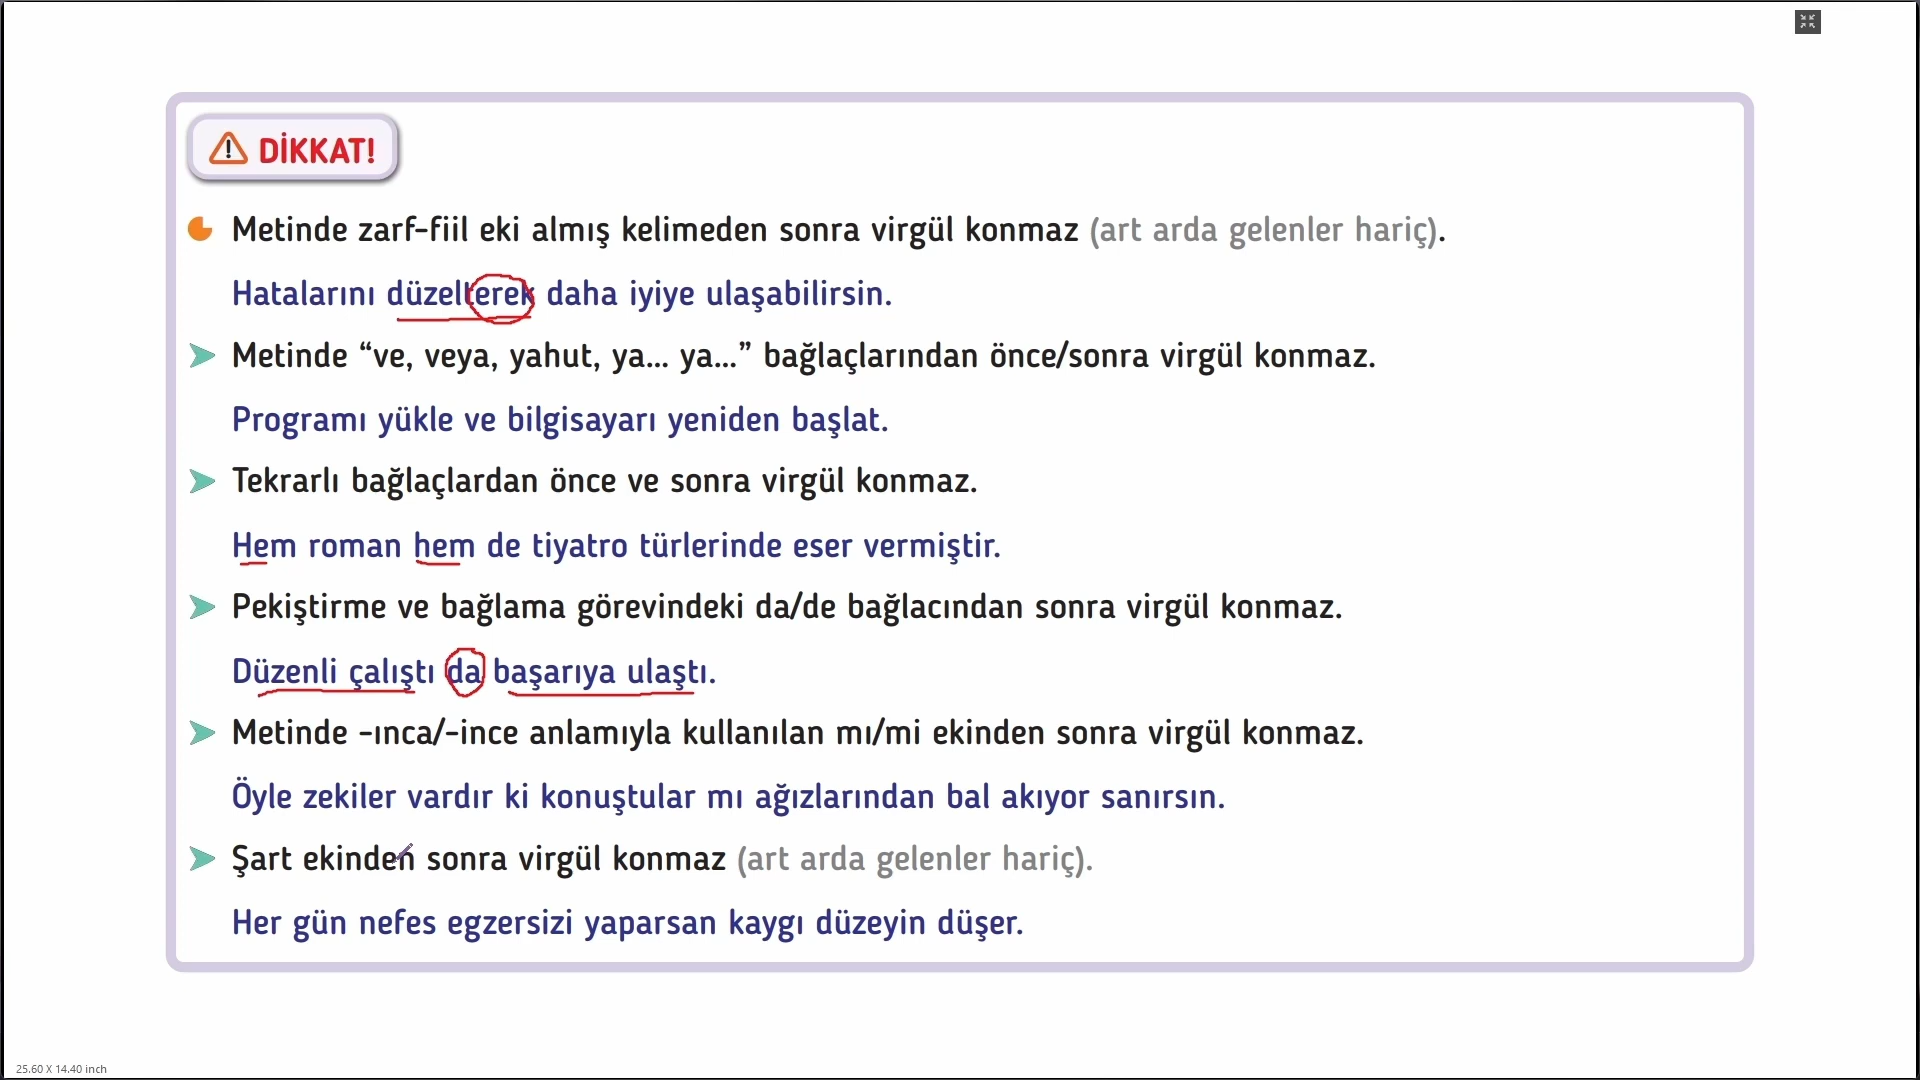 DİKKAT!
Metinde zarf-fiil eki almış kelimeden sonra virgül konmaz (art arda gelenler hariç).
Hatalarını düzelterek daha iyiye ulaşabilirsin.
Metinde “ve, veya, yahut, ya... ya...” bağlaçlarından önce/sonra virgül konmaz.
Programı yükle ve bilgisayarı yeniden başlat.
Tekrarlı bağlaçlardan önce ve sonra virgül konmaz.
Hem roman hem de tiyatro türlerinde eser vermiştir.
Pekiştirme ve bağlama görevindeki da/de bağlacından sonra virgül konmaz.
Düzenli çalıştı da başarıya ulaştı.
Metinde -ınca/-ince anlamıyla kullanılan mı/mi ekinden sonra virgül konmaz.
Öyle zekiler vardır ki konuştular mı ağızlarından bal akıyor sanırsın.
Şart ekinden sonra virgül konmaz (art arda gelenler hariç).
Her gün nefes egzersizi yaparsan kaygı düzeyin düşer.
25.60 X 14.40 inch